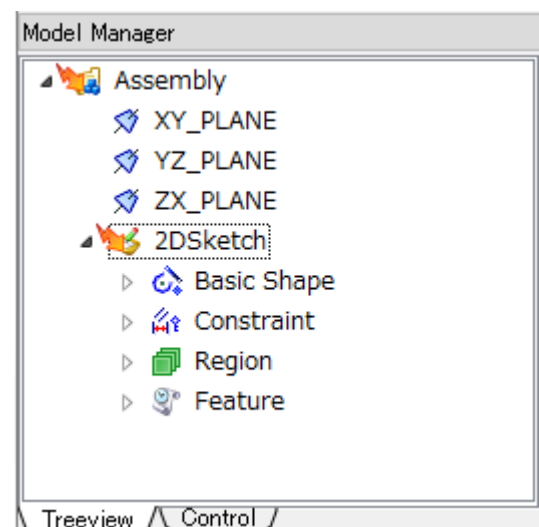 Model Manager
Assembly
XY_PLANE
YZ_PLANE
ZX_PLANE
2DSketch
Basic Shape
Constraint
Region
Feature
Treeview Control